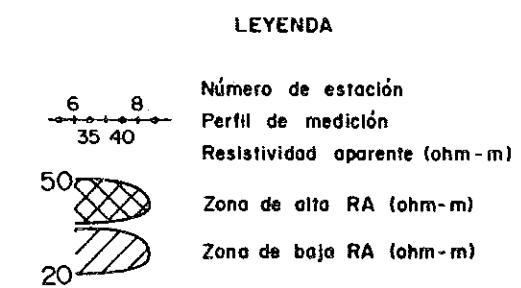 LEYENDA
6 8
Número de estación
Perfil de medición
35 40
Resistividad aparente (ohm-m)
50
Zona de alta RA (ohm-m)
Zona de baja RA (ohm-m)
20